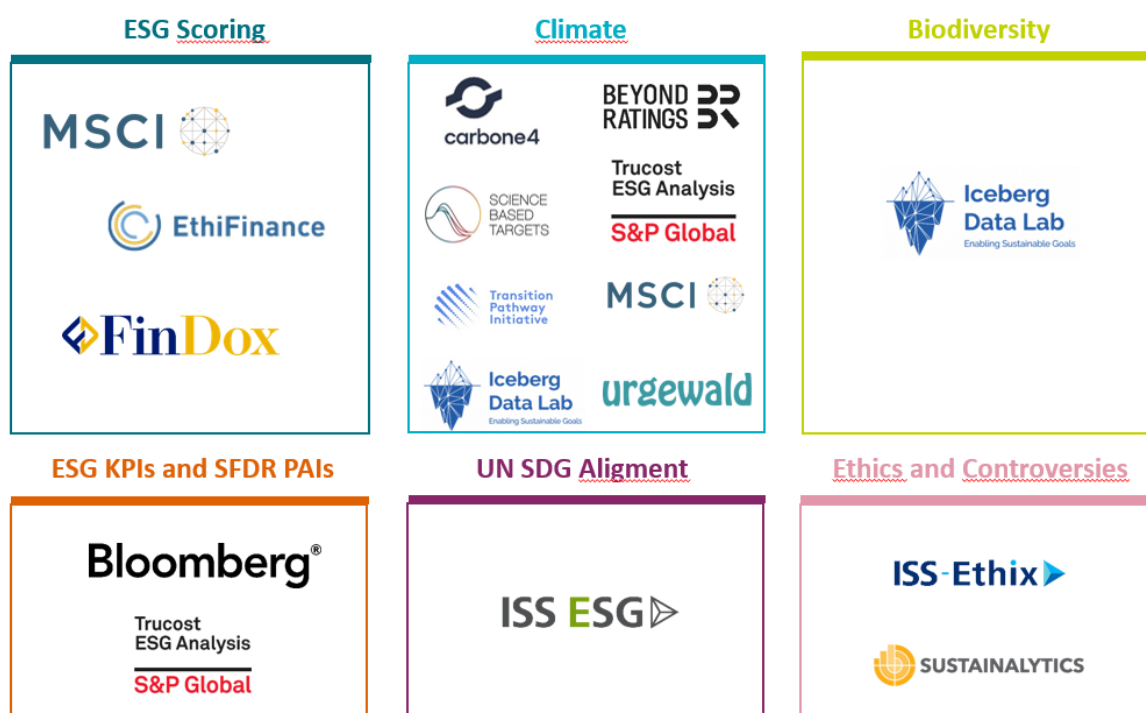 ESG Scoring
MSCI
EthiFinance
FinDox
Climate
carbone4
BEYOND
RATINGS
SCIENCE
BASED
TARGETS
Trucost
ESG Analysis
S&P Global
Transition
Pathway
Initiative
MSCI
Iceberg
Data Lab
Enabling Sustainable Goals
urgewald
Biodiversity
Iceberg
Data Lab
Enabling Sustainable Goals
ESG KPIs and SFDR PAIs
Bloomberg®
Trucost
ESG Analysis
S&P Global
UN SDG Aligment
ISS ESG
Ethics and Controversies
ISS-Ethix
SUSTAINALYTICS